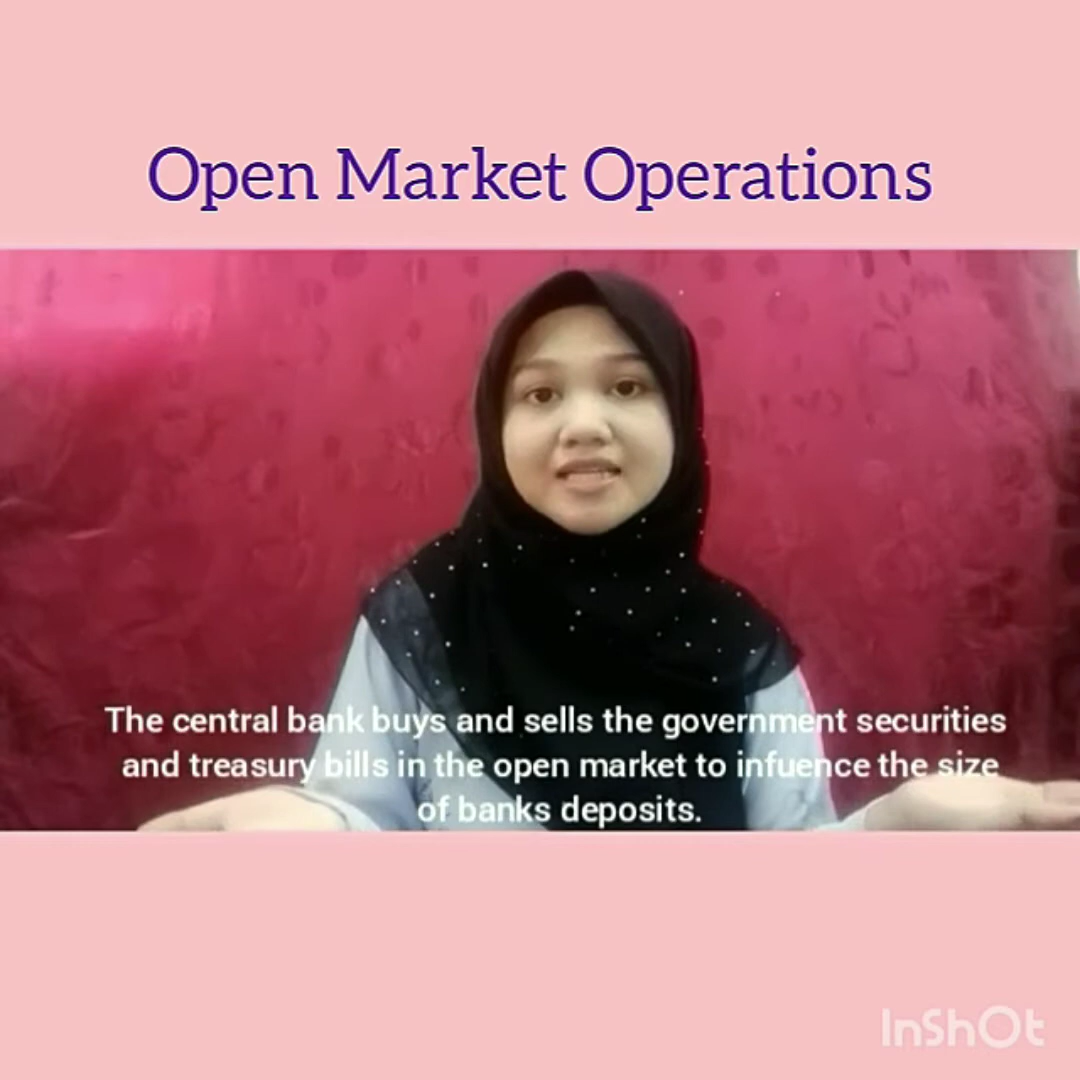 Open Market Operations
The central bank buys and sells the government securities
and treasury bills in the open market to infuence the size
of banks deposits.
InShOt